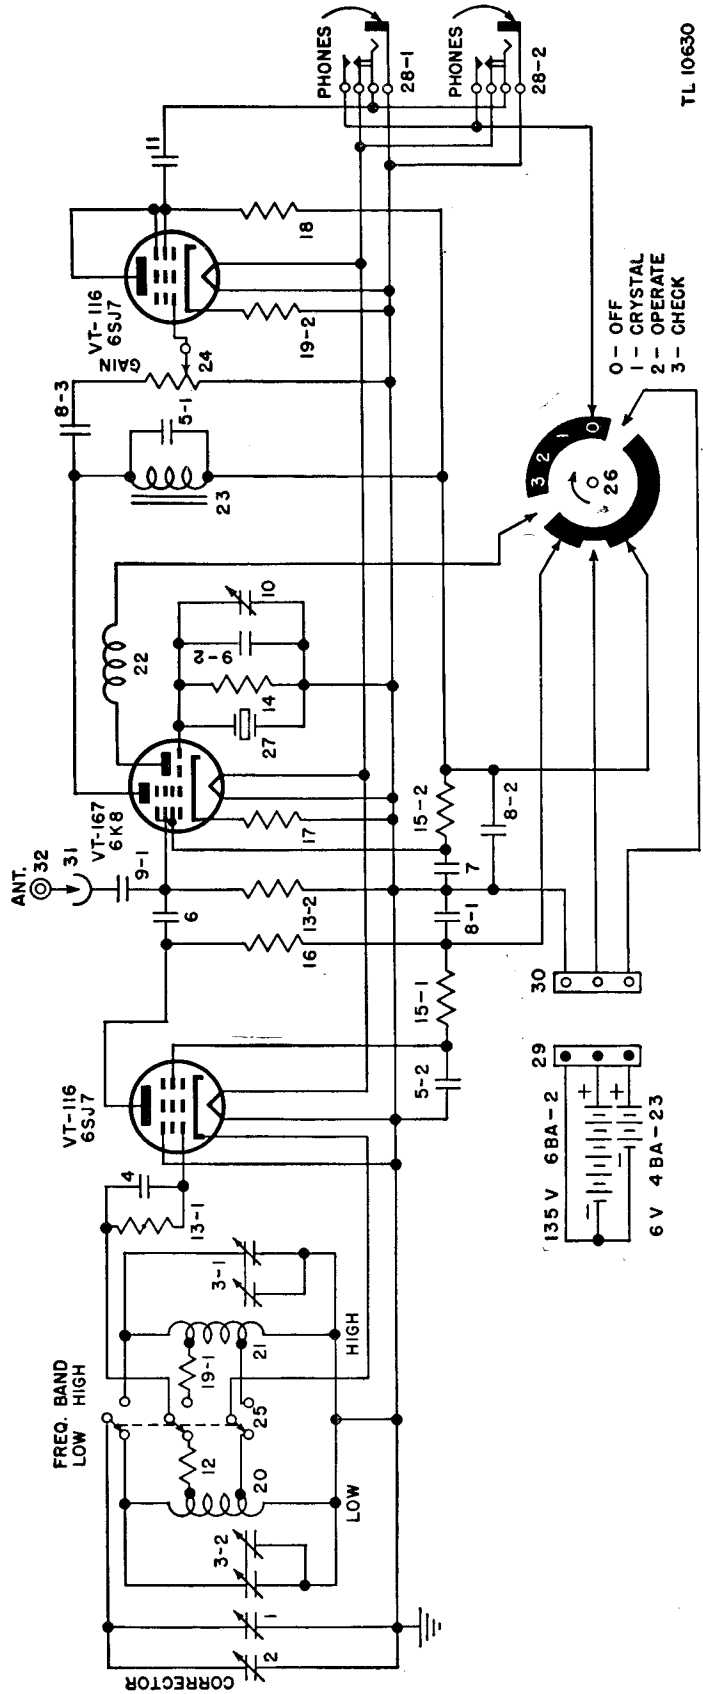 CORRECTOR
2
1
3-2
LOW
20
12
FREQ. BAND
LOW HIGH
25
19-1
21
HIGH
3-1
13-1
4
VT-116
6SJ7
5-2
15-1
16
6
13-2
8-1
7
ANT.
32
31
9-1
VT-167
6K8
17
15-2
8-2
27
14
9-2
10
22
23
5-1
8-3
GAIN
24
VT-116
6SJ7
19-2
18
11
PHONES
28-1
PHONES
28-2
135 V 6BA-2
6 V 4BA-23
+
+
−
−
29
30
3
2
1
0
26
0 – OFF
1 – CRYSTAL
2 – OPERATE
3 – CHECK
TL 10630